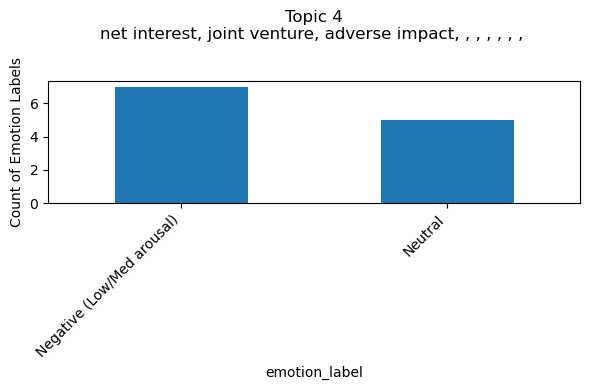 Topic 4
net interest, joint venture, adverse impact, , , , , , ,
Count of Emotion Labels
6
4
2
0
Negative (Low/Med arousal)
Neutral
emotion_label